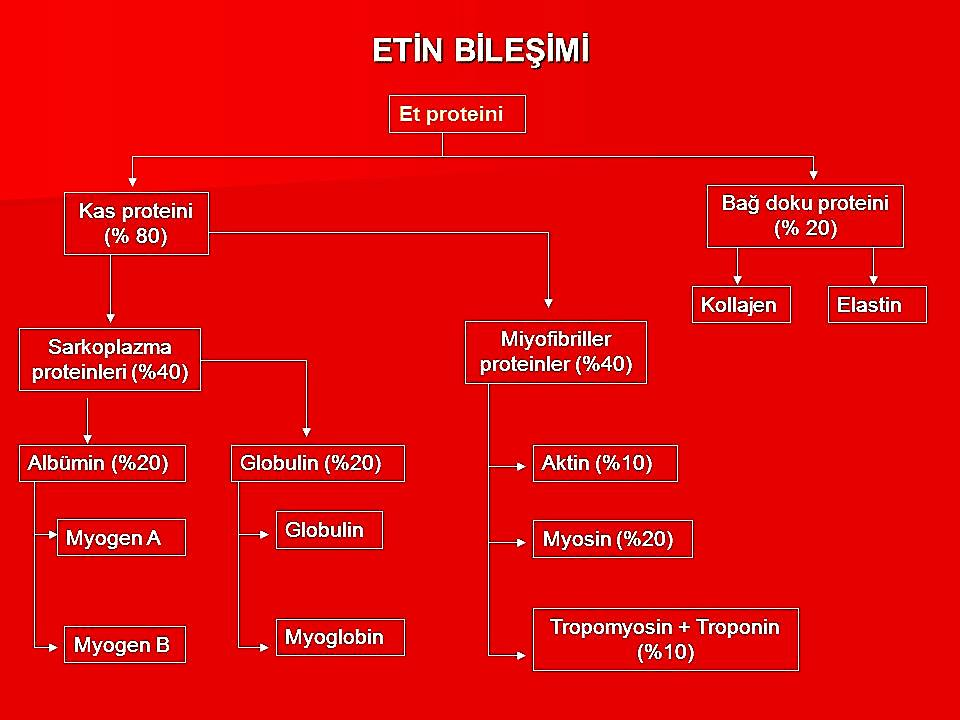 ETİN BİLEŞİMİ
Et proteini
Kas proteini
(% 80)
Bağ doku proteini
(% 20)
Kollajen
Elastin
Sarkoplazma
proteinleri (%40)
Miyofibriller
proteinler (%40)
Albümin (%20)
Globulin (%20)
Aktin (%10)
Myogen A
Globulin
Myosin (%20)
Myogen B
Myoglobin
Tropomyosin + Troponin
(%10)